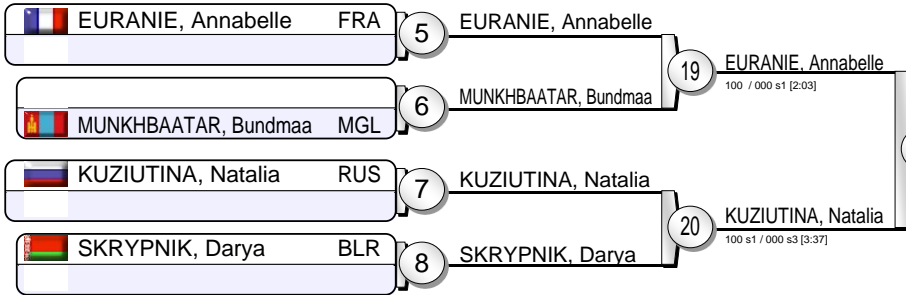 EURANIE, Annabelle FRA
5
EURANIE, Annabelle
19
EURANIE, Annabelle
100 / 000 s1 [2:03]
MUNKHBAATAR, Bundmaa MGL
6
MUNKHBAATAR, Bundmaa
KUZIUTINA, Natalia RUS
7
KUZIUTINA, Natalia
20
KUZIUTINA, Natalia
100 s1 / 000 s3 [3:37]
SKRYPNIK, Darya BLR
8
SKRYPNIK, Darya